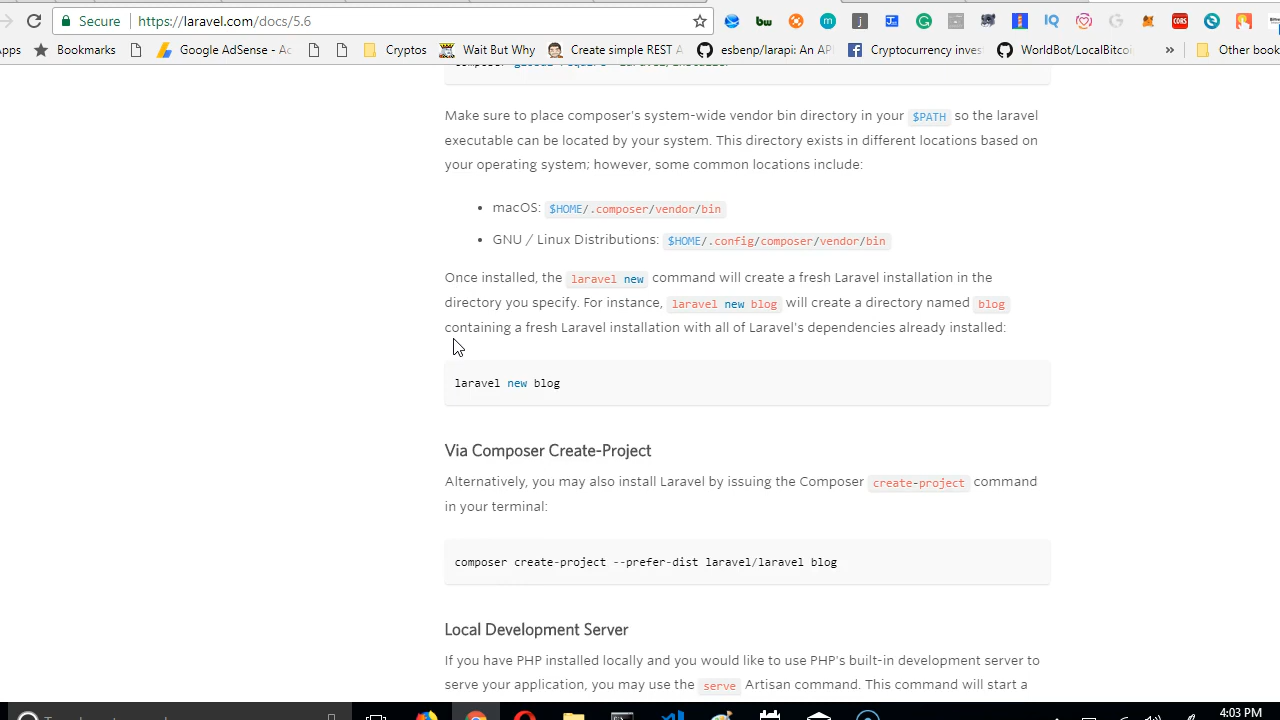 Secure https://laravel.com/docs/5.6
Bookmarks Google AdSense - Ac Cryptos Wait But Why Create simple REST A esbenp/larapi: An API Cryptocurrency inves WorldBot/LocalBitcoi » Other book
Make sure to place composer's system-wide vendor bin directory in your $PATH so the laravel
executable can be located by your system. This directory exists in different locations based on
your operating system; however, some common locations include:
macOS: $HOME/.composer/vendor/bin
GNU / Linux Distributions: $HOME/.config/composer/vendor/bin
Once installed, the laravel new command will create a fresh Laravel installation in the
directory you specify. For instance, laravel new blog will create a directory named blog
containing a fresh Laravel installation with all of Laravel's dependencies already installed:
laravel new blog
Via Composer Create-Project
Alternatively, you may also install Laravel by issuing the Composer create-project command
in your terminal:
composer create-project --prefer-dist laravel/laravel blog
Local Development Server
If you have PHP installed locally and you would like to use PHP's built-in development server to
serve your application, you may use the serve Artisan command. This command will start a
4:03 PM